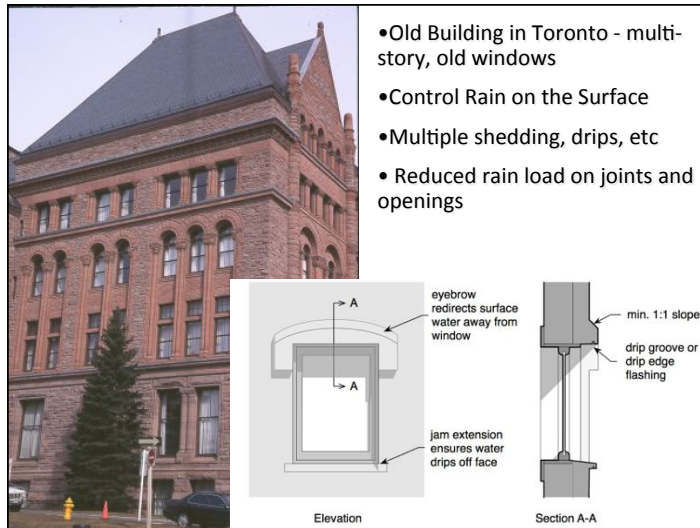 •Old Building in Toronto - multi-
story, old windows
•Control Rain on the Surface
•Multiple shedding, drips, etc
• Reduced rain load on joints and
openings
A
eyebrow
redirects surface
water away from
window
A
jam extension
ensures water
drips off face
Elevation
min. 1:1 slope
drip groove or
drip edge
flashing
Section A-A